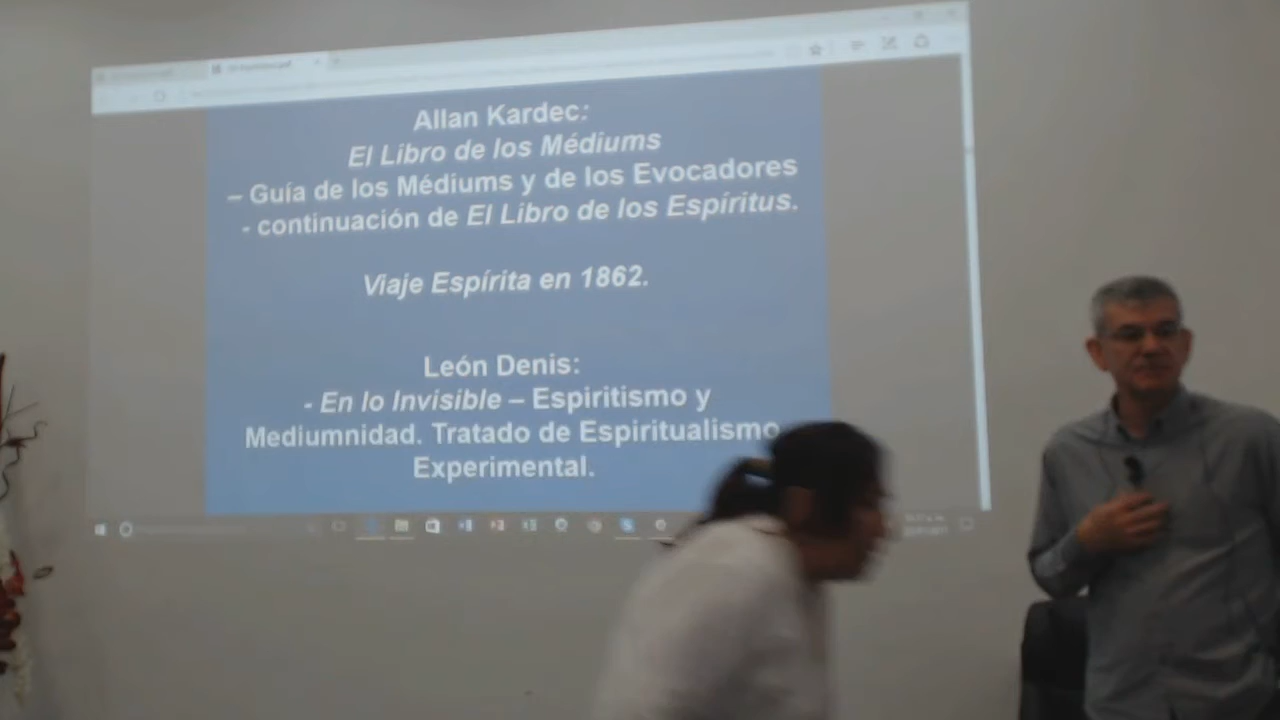 Allan Kardec:
El Libro de los Médiums
– Guía de los Médiums y de los Evocadores
- continuación de El Libro de los Espíritus.
Viaje Espírita en 1862.
León Denis:
- En lo Invisible – Espiritismo y
Mediumnidad. Tratado de Espiritualismo
Experimental.